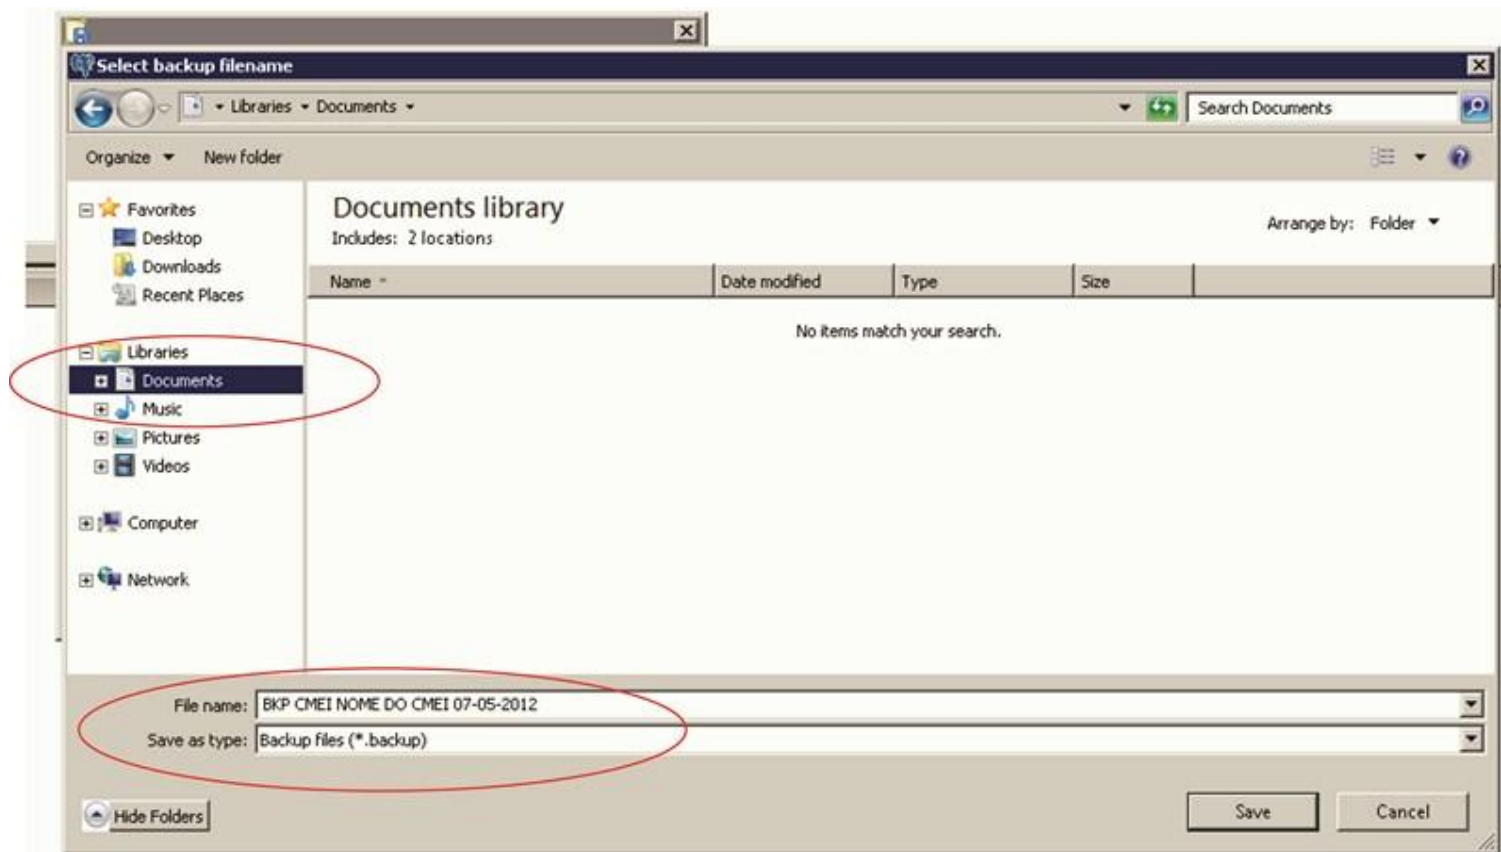 Select backup filename
Libraries Documents
Search Documents
Organize New folder
Favorites
Desktop
Downloads
Recent Places
Libraries
Documents
Music
Pictures
Videos
Computer
Network
Documents library
Includes: 2 locations
Arrange by: Folder
Name Date modified Type Size
No items match your search.
File name: BKP CMEI NOME DO CMEI 07-05-2012
Save as type: Backup files (*.backup)
Hide Folders
Save Cancel